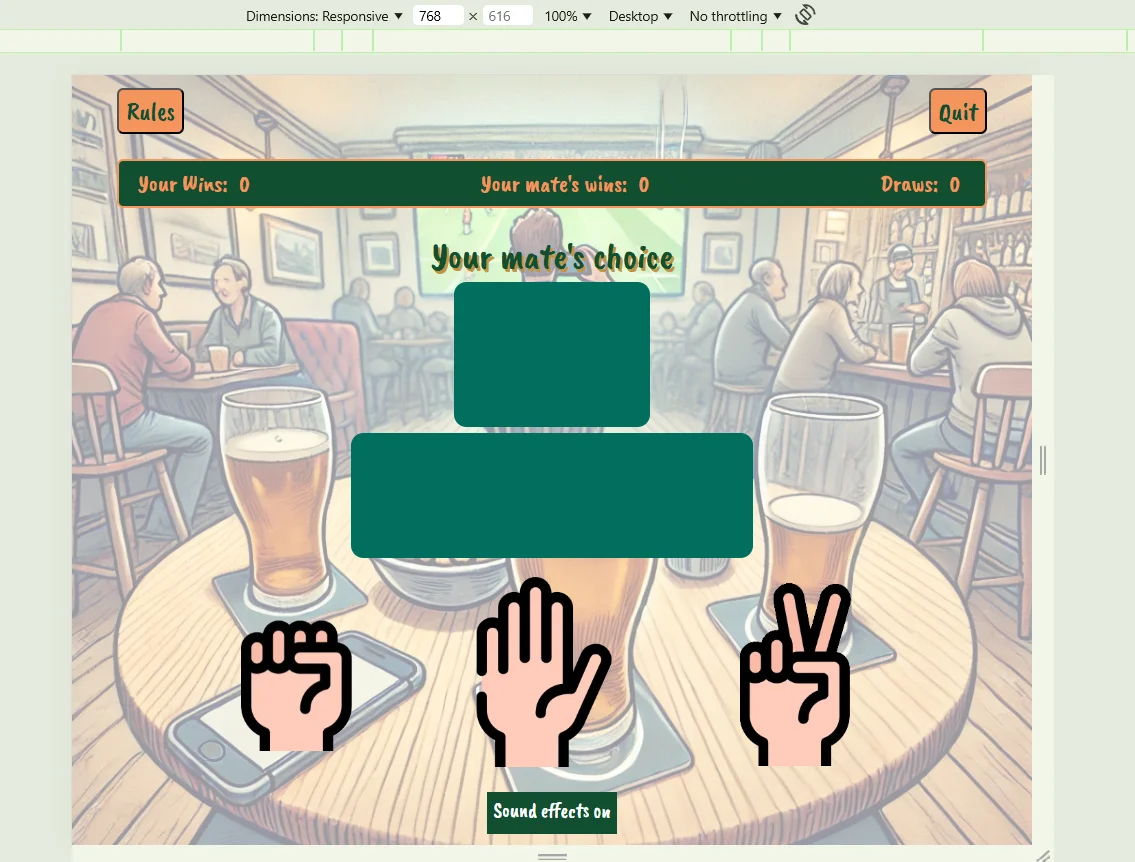 Dimensions: Responsive ▼ 768 × 616 100% ▼ Desktop ▼ No throttling ▼
Rules Quit
Your Wins: 0 Your mate's wins: 0 Draws: 0
Your mate's choice
Sound effects on